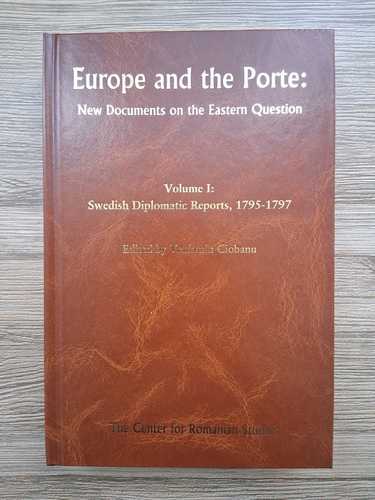 Europe and the Porte:
New Documents on the Eastern Question
Volume I:
Swedish Diplomatic Reports, 1795-1797
Edited by Veniamin Ciobanu
The Center for Romanian Studies